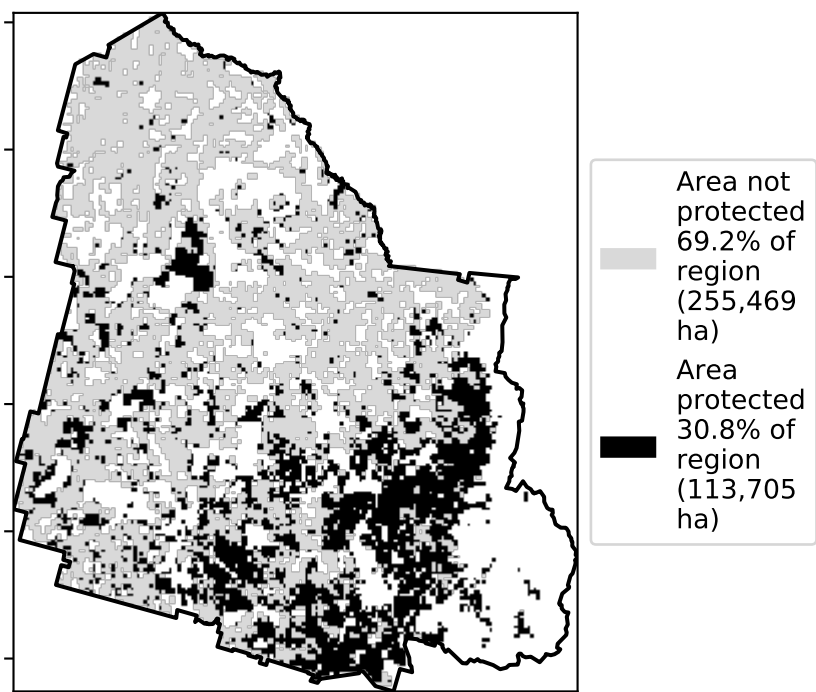 Area not
protected
69.2% of
region
(255,469
ha)
Area
protected
30.8% of
region
(113,705
ha)